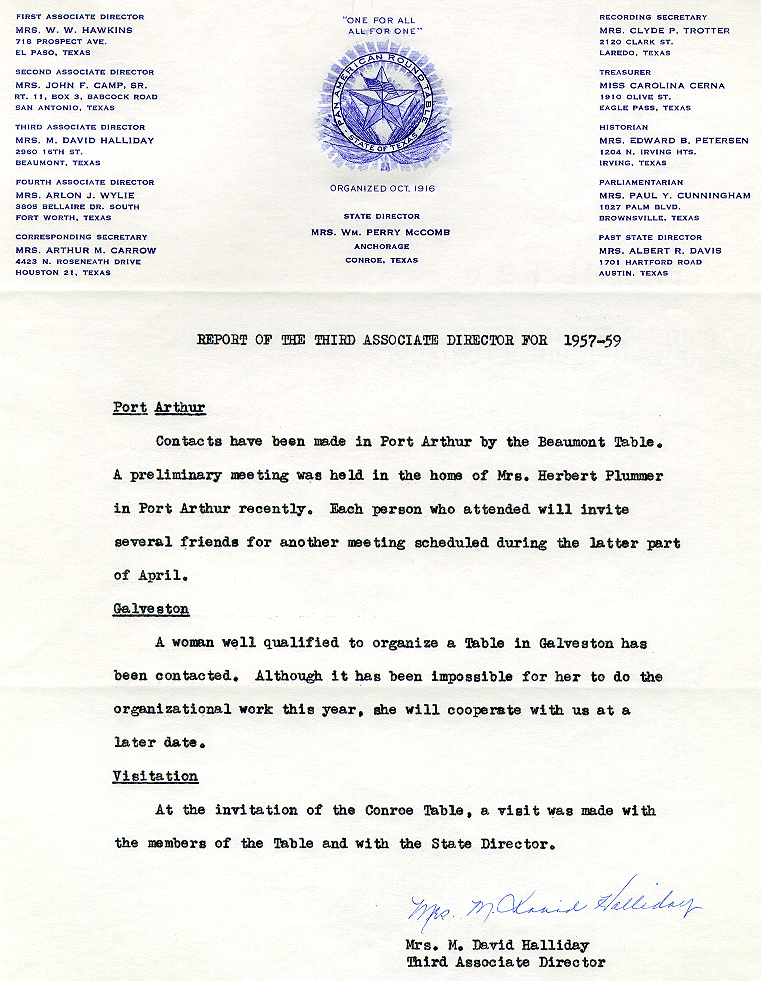 FIRST ASSOCIATE DIRECTOR
MRS. W. W. HAWKINS
718 PROSPECT AVE.
EL PASO, TEXAS
SECOND ASSOCIATE DIRECTOR
MRS. JOHN F. CAMP, SR.
RT. 11, BOX 3, BABCOCK ROAD
SAN ANTONIO, TEXAS
THIRD ASSOCIATE DIRECTOR
MRS. M. DAVID HALLIDAY
2960 16TH ST.
BEAUMONT, TEXAS
FOURTH ASSOCIATE DIRECTOR
MRS. ARLON J. WYLIE
3808 BELLAIRE DR. SOUTH
FORT WORTH, TEXAS
CORRESPONDING SECRETARY
MRS. ARTHUR M. CARROW
4423 N. ROSENEATH DRIVE
HOUSTON 21, TEXAS
"ONE FOR ALL
ALL FOR ONE"
PAN AMERICAN ROUND TABLE
STATE OF TEXAS
ORGANIZED OCT. 1916
STATE DIRECTOR
MRS. WM. PERRY MCCOMB
ANCHORAGE
CONROE, TEXAS
RECORDING SECRETARY
MRS. CLYDE P. TROTTER
2120 CLARK ST.
LAREDO, TEXAS
TREASURER
MISS CAROLINA CERNA
1910 OLIVE ST.
EAGLE PASS, TEXAS
HISTORIAN
MRS. EDWARD B. PETERSEN
1204 N. IRVING HTS.
IRVING, TEXAS
PARLIAMENTARIAN
MRS. PAUL Y. CUNNINGHAM
1627 PALM BLVD.
BROWNSVILLE, TEXAS
PAST STATE DIRECTOR
MRS. ALBERT R. DAVIS
1701 HARTFORD ROAD
AUSTIN, TEXAS
REPORT OF THE THIRD ASSOCIATE DIRECTOR FOR 1957-59
Port Arthur
Contacts have been made in Port Arthur by the Beaumont Table.
A preliminary meeting was held in the home of Mrs. Herbert Plummer
in Port Arthur recently. Each person who attended will invite
several friends for another meeting scheduled during the latter part
of April.
Galveston
A woman well qualified to organize a Table in Galveston has
been contacted. Although it has been impossible for her to do the
organizational work this year, she will cooperate with us at a
later date.
Visitation
At the invitation of the Conroe Table, a visit was made with
the members of the Table and with the State Director.
Mrs. M. David Halliday
Mrs. M. David Halliday
Third Associate Director